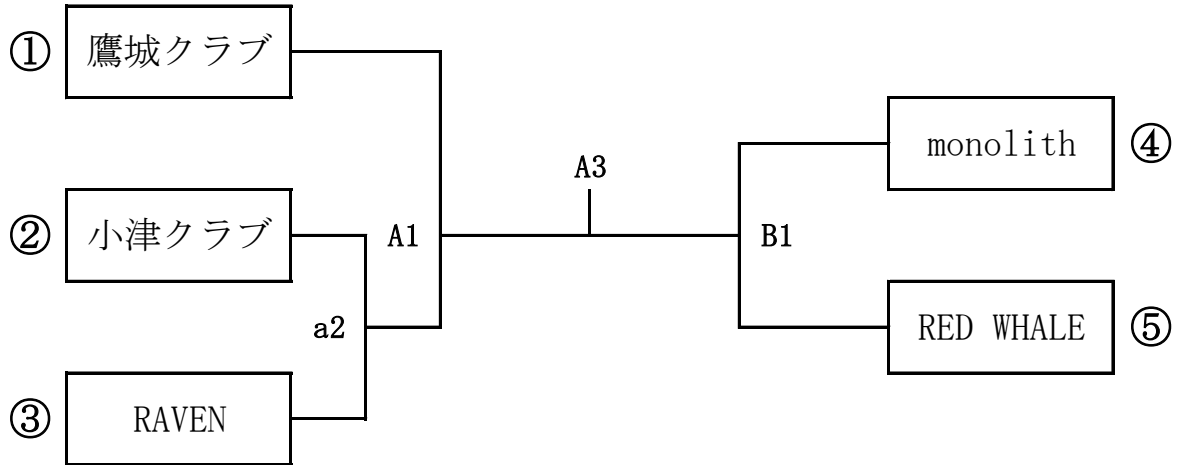 ① 鷹城クラブ
② 小津クラブ
③ RAVEN
a2
A1
A3
B1
monolith ④
RED WHALE ⑤